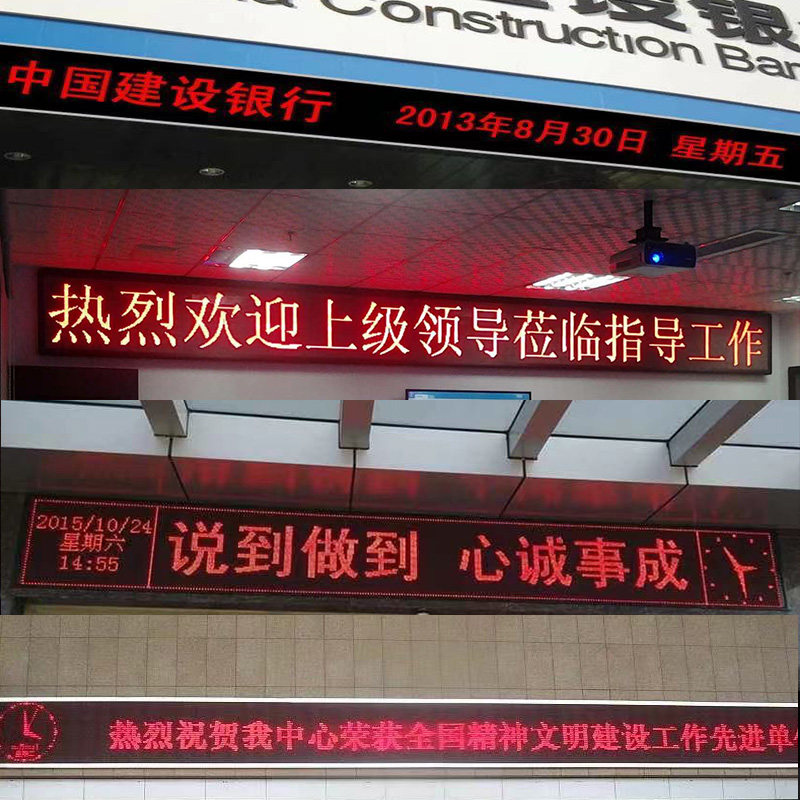 Construction Ban
中国建设银行 2013年8月30日 星期五
热烈欢迎上级领导莅临指导工作
2015/10/24
星期六
14:55
说到做到 心诚事成
热烈祝贺我中心荣获全国精神文明建设工作先进单